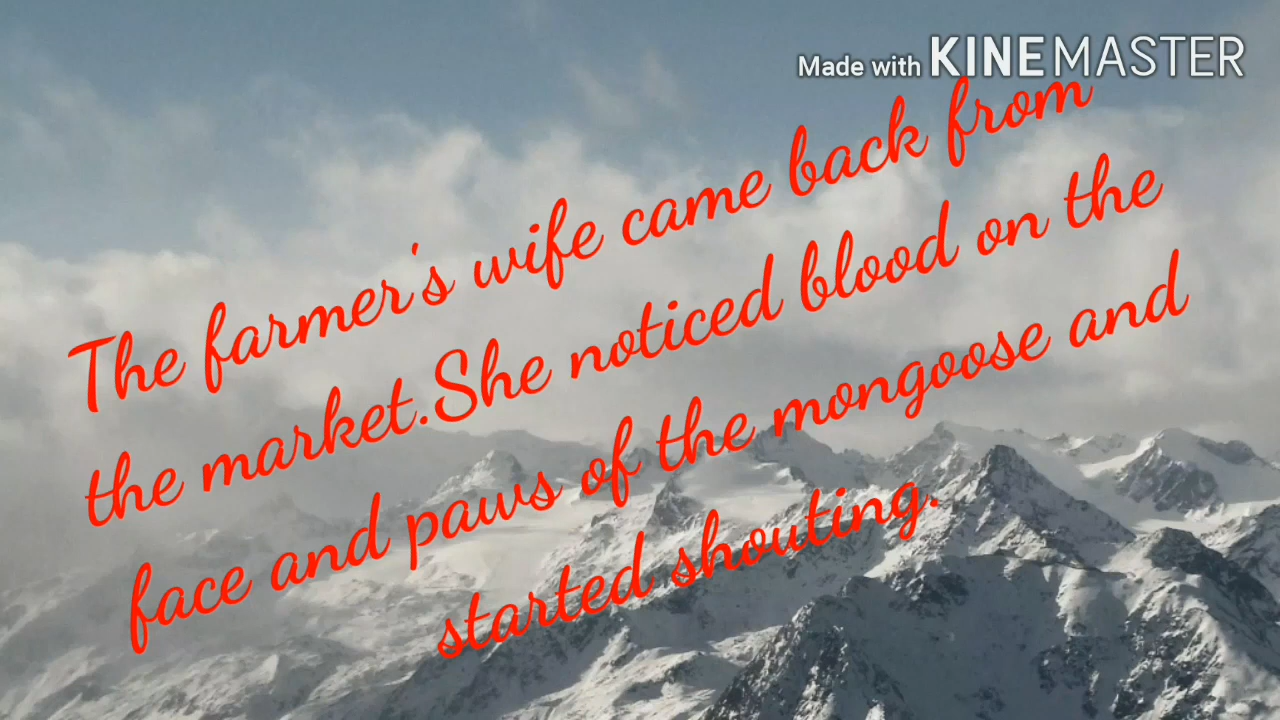 Made with KINEMASTER
The farmer's wife came back from
the market.She noticed blood on the
face and paws of the mongoose and
started shouting.